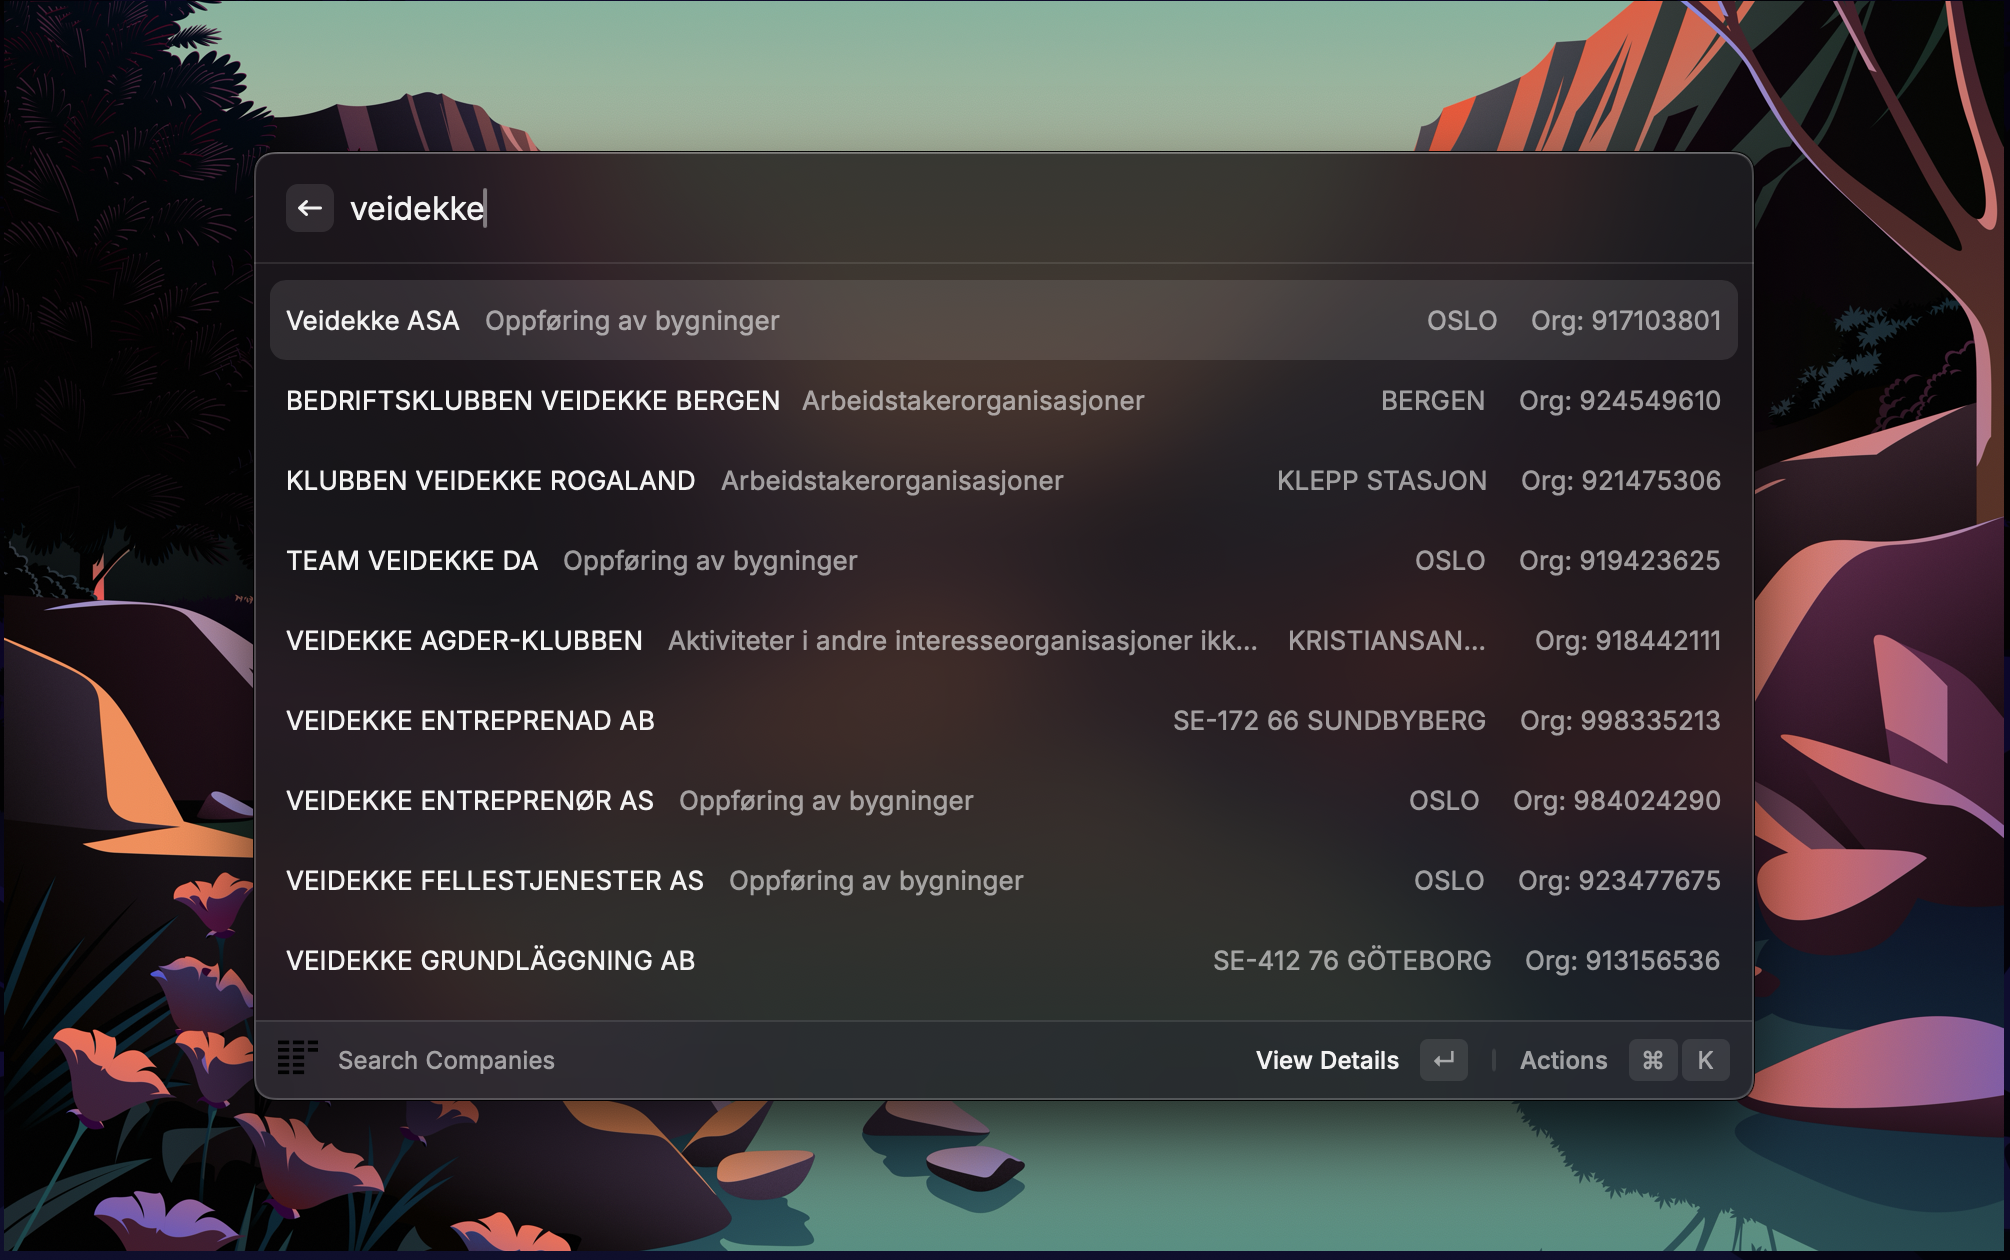 veidekke
Veidekke ASA Oppføring av bygninger OSLO Org: 917103801
BEDRIFTSKLUBBEN VEIDEKKE BERGEN Arbeidstakerorganisasjoner BERGEN Org: 924549610
KLUBBEN VEIDEKKE ROGALAND Arbeidstakerorganisasjoner KLEPP STASJON Org: 921475306
TEAM VEIDEKKE DA Oppføring av bygninger OSLO Org: 919423625
VEIDEKKE AGDER-KLUBBEN Aktiviteter i andre interesseorganisasjoner ikk... KRISTIANSAN... Org: 918442111
VEIDEKKE ENTREPRENAD AB SE-172 66 SUNDBYBERG Org: 998335213
VEIDEKKE ENTREPRENØR AS Oppføring av bygninger OSLO Org: 984024290
VEIDEKKE FELLESTJENESTER AS Oppføring av bygninger OSLO Org: 923477675
VEIDEKKE GRUNDLÄGGNING AB SE-412 76 GÖTEBORG Org: 913156536
Search Companies View Details ↵ Actions ⌘ K